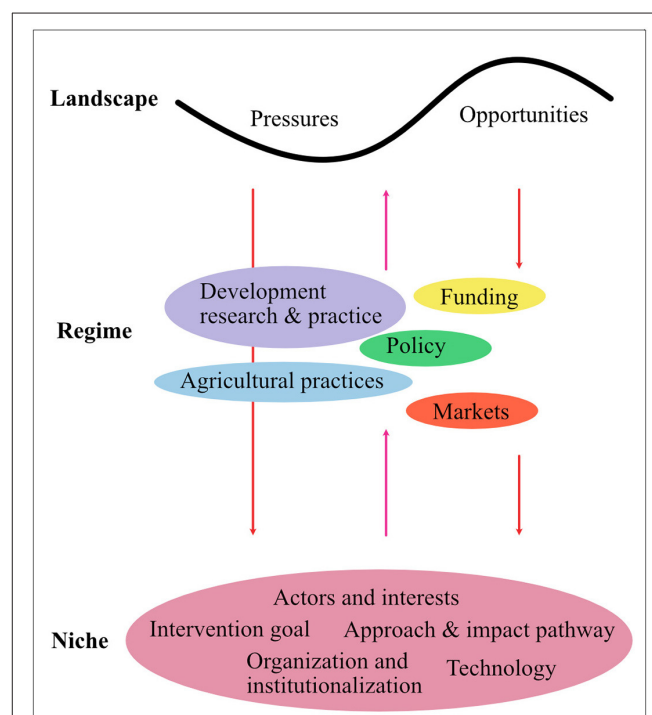 Landscape
Pressures
Opportunities
Development
research & practice
Funding
Regime
Policy
Agricultural practices
Markets
Actors and interests
Intervention goal
Approach & impact pathway
Niche
Organization and
institutionalization
Technology